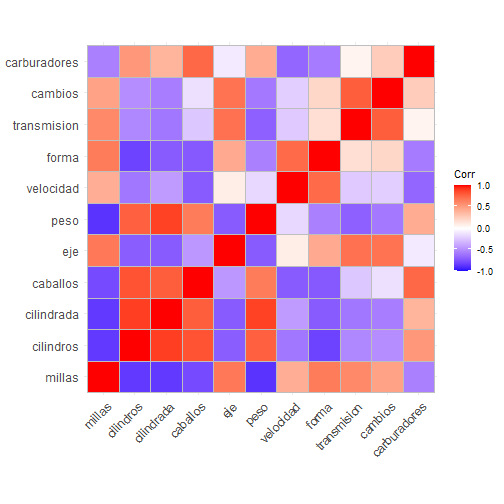 carburadores
cambios
transmision
forma
velocidad
peso
eje
caballos
cilindrada
cilindros
millas
millas
cilindros
cilindrada
caballos
eje
peso
velocidad
forma
transmision
cambios
carburadores
Corr
1.0
0.5
0.0
-0.5
-1.0